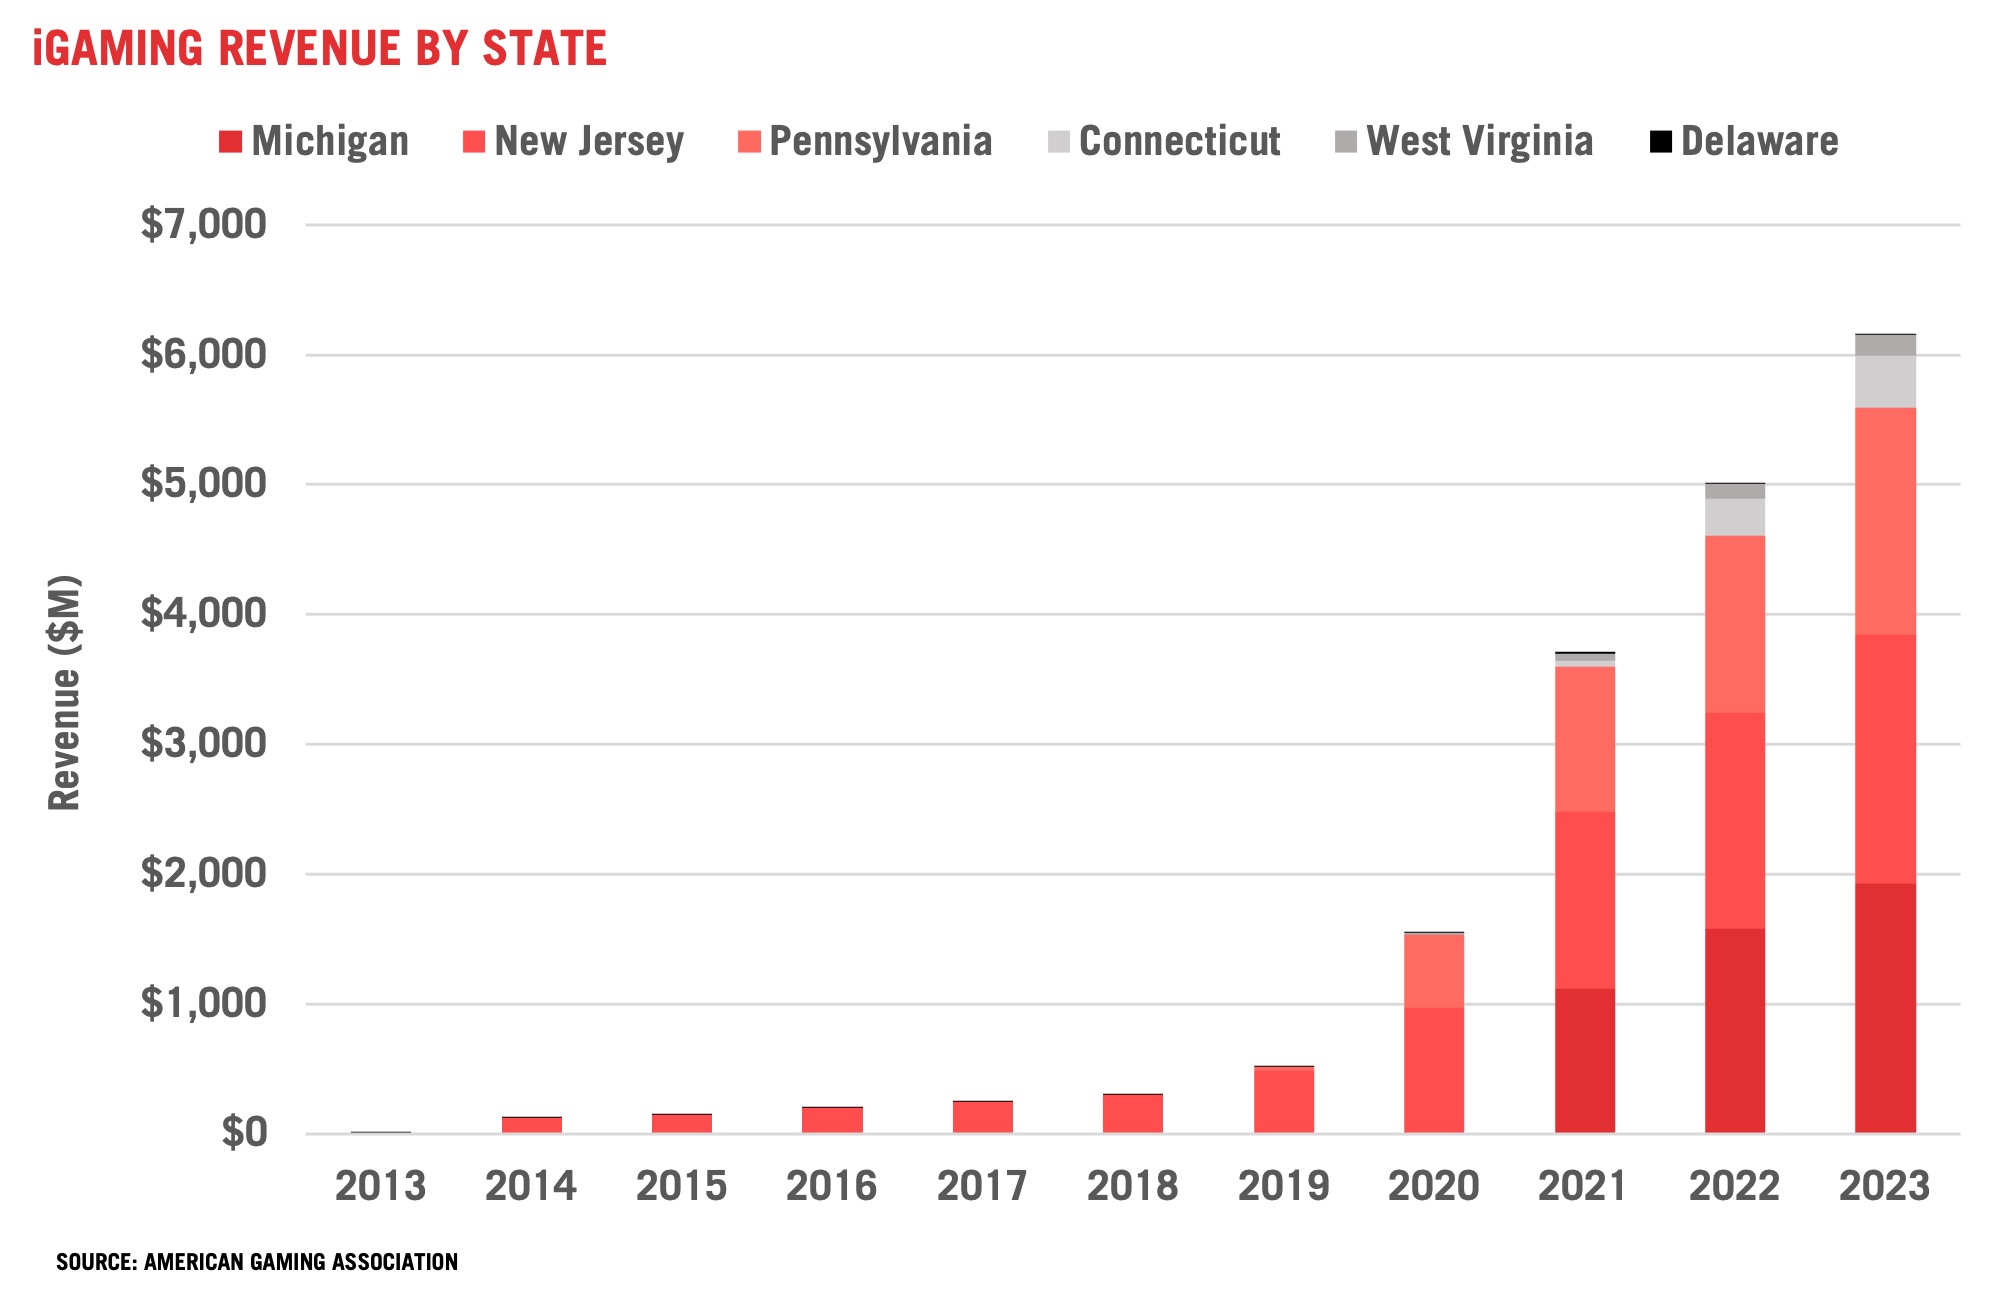 iGAMING REVENUE BY STATE
Michigan New Jersey Pennsylvania Connecticut West Virginia Delaware
$7,000
$6,000
$5,000
$4,000
$3,000
$2,000
$1,000
$0
Revenue ($M)
2013 2014 2015 2016 2017 2018 2019 2020 2021 2022 2023
SOURCE: AMERICAN GAMING ASSOCIATION